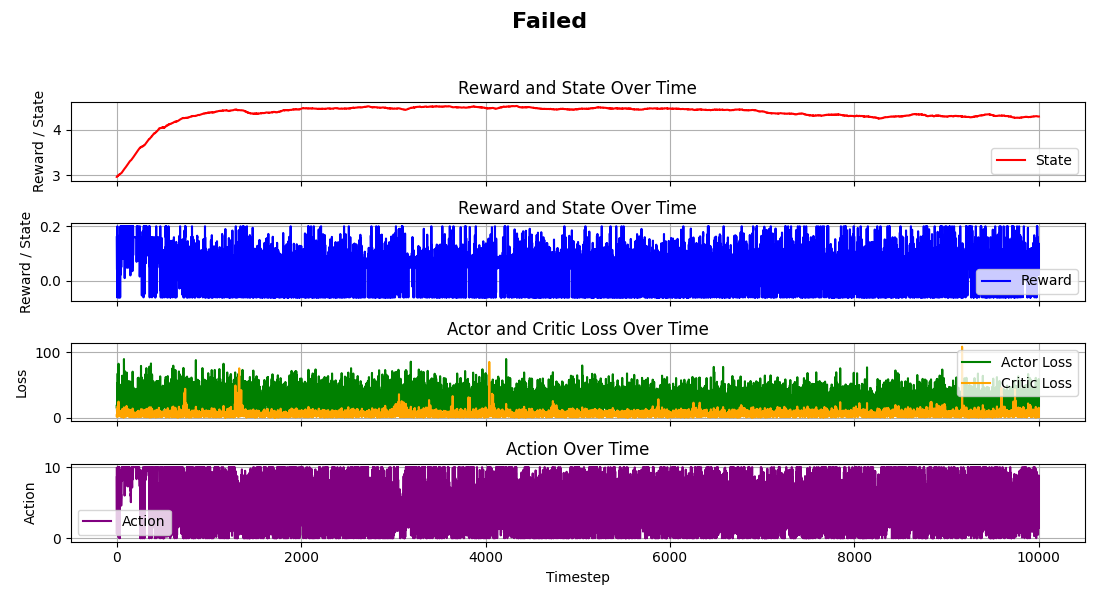 Failed
Reward and State Over Time
Reward / State
4
3
State
Reward and State Over Time
Reward / State
0.2
0.0
Reward
Actor and Critic Loss Over Time
Loss
100
0
Actor Loss
Critic Loss
Action Over Time
Action
10
0
Action
0 2000 4000 6000 8000 10000
Timestep